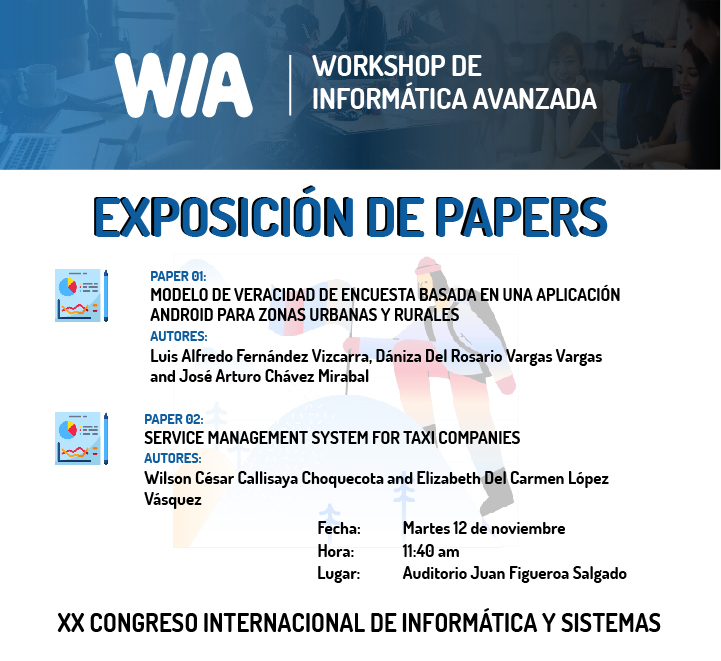 WIA
WORKSHOP DE
INFORMÁTICA AVANZADA
EXPOSICIÓN DE PAPERS
PAPER 01:
MODELO DE VERACIDAD DE ENCUESTA BASADA EN UNA APLICACIÓN
ANDROID PARA ZONAS URBANAS Y RURALES
AUTORES:
Luis Alfredo Fernández Vizcarra, Dániza Del Rosario Vargas Vargas
and José Arturo Chávez Mirabal
PAPER 02:
SERVICE MANAGEMENT SYSTEM FOR TAXI COMPANIES
AUTORES:
Wilson César Callisaya Choquecota and Elizabeth Del Carmen López
Vásquez
Fecha: Martes 12 de noviembre
Hora: 11:40 am
Lugar: Auditorio Juan Figueroa Salgado
XX CONGRESO INTERNACIONAL DE INFORMÁTICA Y SISTEMAS